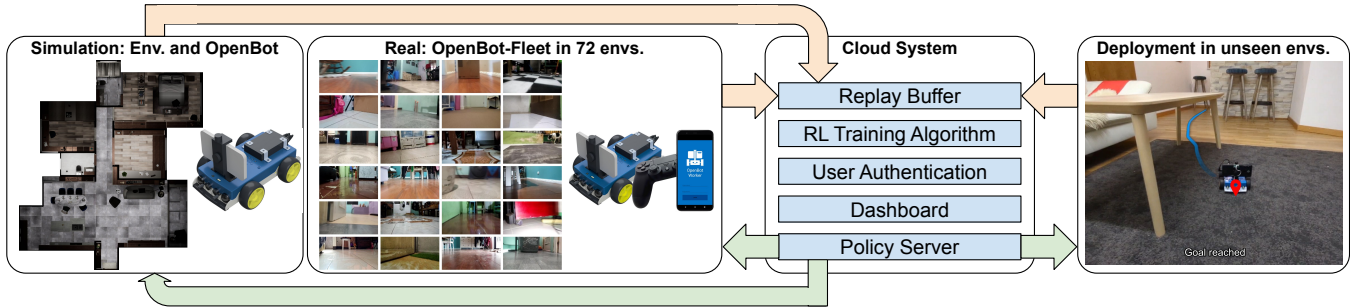 Simulation: Env. and OpenBot
Real: OpenBot-Fleet in 72 envs.
OpenBot
Worker
Cloud System
Replay Buffer
RL Training Algorithm
User Authentication
Dashboard
Policy Server
Deployment in unseen envs.
Goal reached